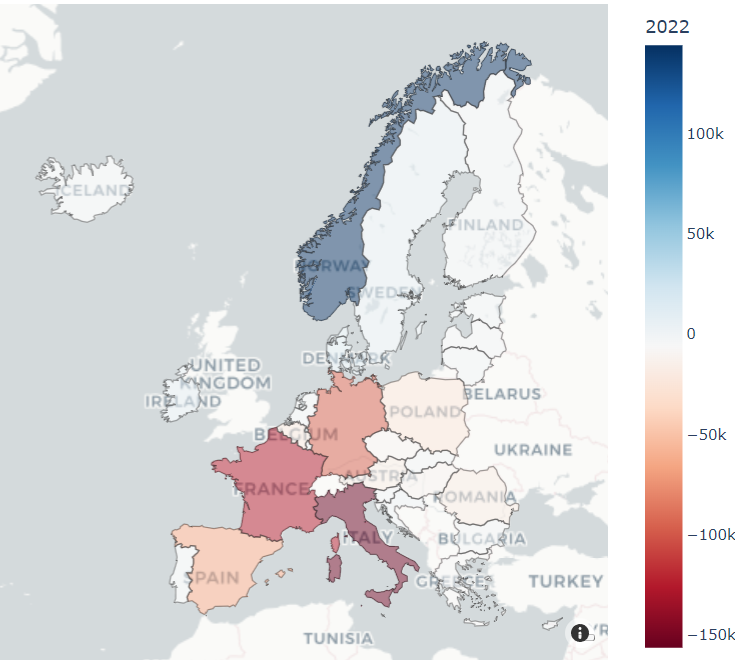 2022
100k
50k
0
−50k
−100k
−150k
ICELAND
FINLAND
NORWAY
SWEDEN
DENMARK
UNITED
KINGDOM
IRELAND
BELARUS
POLAND
BELGIUM
UKRAINE
AUSTRIA
FRANCE
ROMANIA
ITALY
BULGARIA
SPAIN
GREECE
TURKEY
TUNISIA
i